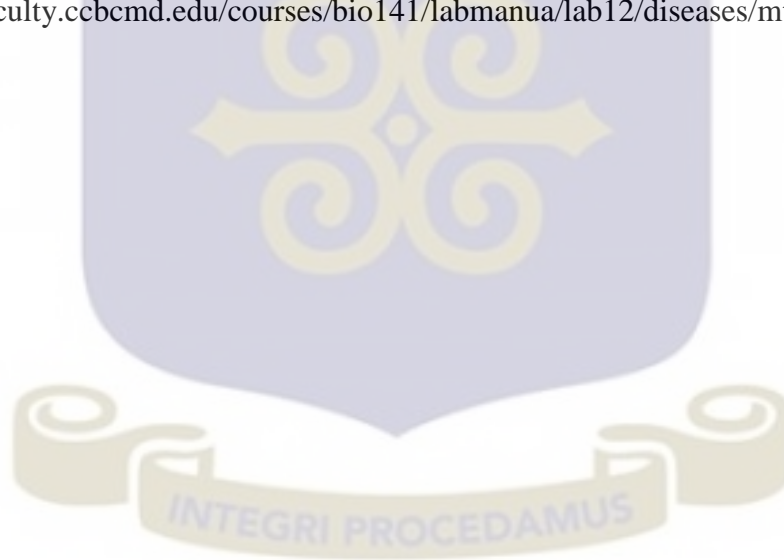 culty.ccbcmd.edu/courses/bio141/labmanua/lab12/diseases/m
INTEGRI PROCEDAMUS